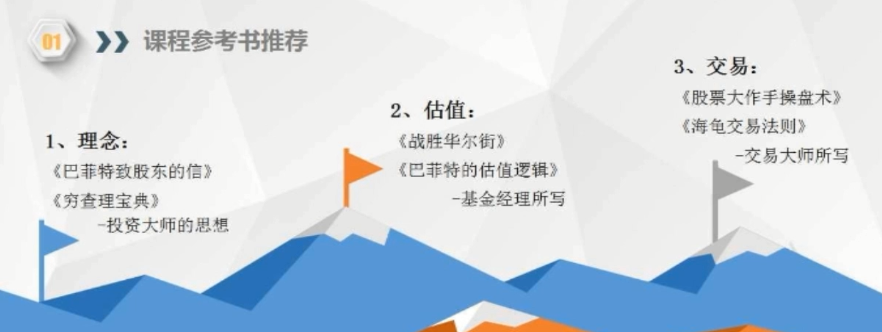 01
课程参考书推荐
1、理念：
《巴菲特致股东的信》
《穷查理宝典》
-投资大师的思想
2、估值：
《战胜华尔街》
《巴菲特的估值逻辑》
-基金经理所写
3、交易：
《股票大作手操盘术》
《海龟交易法则》
-交易大师所写